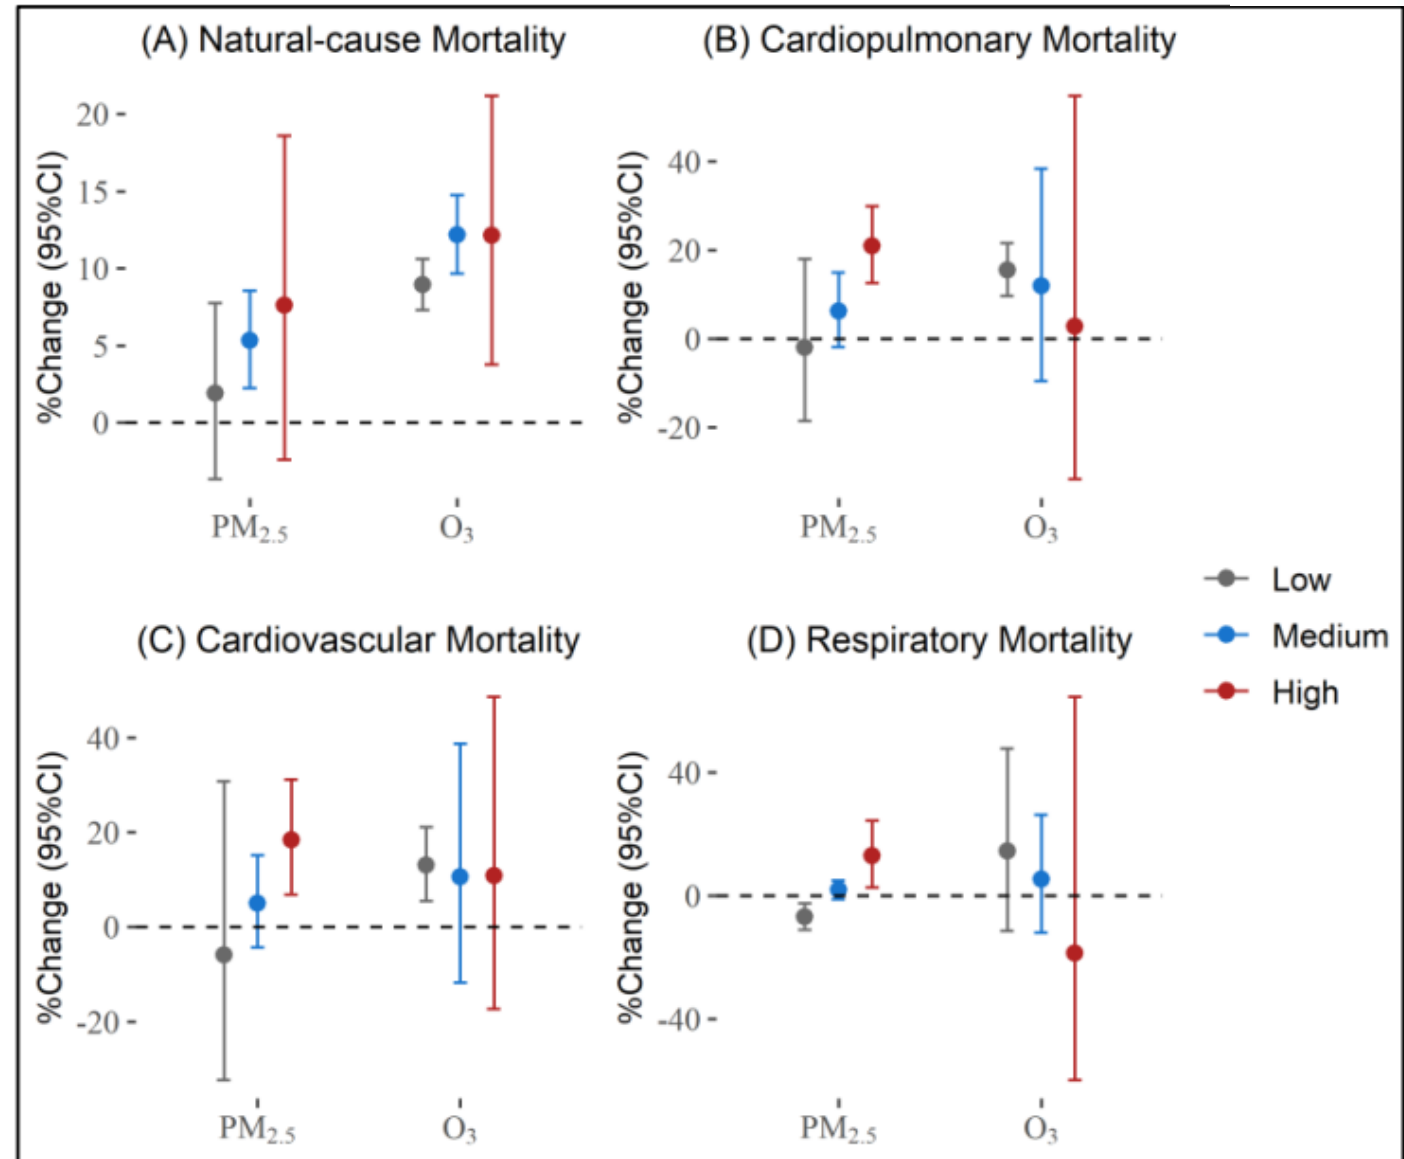 (A) Natural-cause Mortality
%Change (95%CI)
20
15
10
5
0
PM2.5 O3
(B) Cardiopulmonary Mortality
%Change (95%CI)
40
20
0
-20
PM2.5 O3
Low
Medium
High
(C) Cardiovascular Mortality
%Change (95%CI)
40
20
0
-20
PM2.5 O3
(D) Respiratory Mortality
%Change (95%CI)
40
0
-40
PM2.5 O3